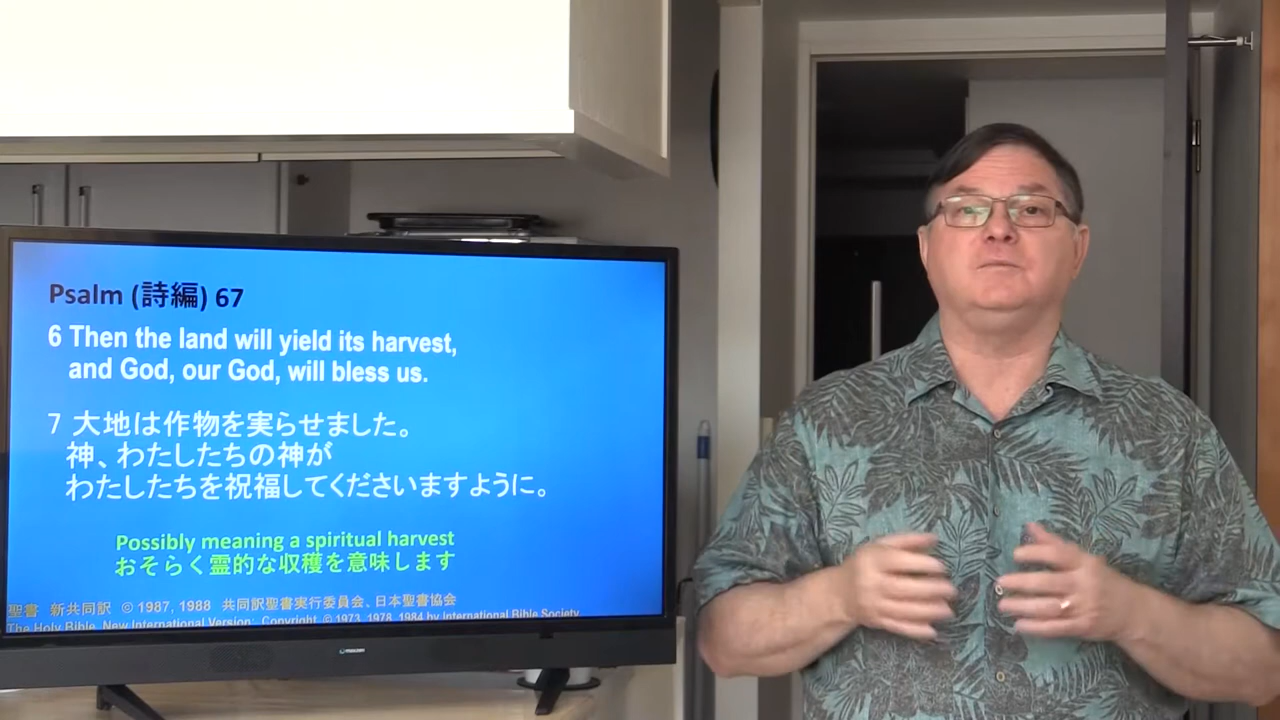 Psalm (詩編) 67
6 Then the land will yield its harvest,
and God, our God, will bless us.
7 大地は作物を実らせました。
神、わたしたちの神が
わたしたちを祝福してくださいますように。
Possibly meaning a spiritual harvest
おそらく霊的な収穫を意味します
聖書 新共同訳 © 1987, 1988 共同訳聖書実行委員会、日本聖書協会
The Holy Bible, New International Version; Copyright, © 1973, 1978, 1984 by International Bible Society